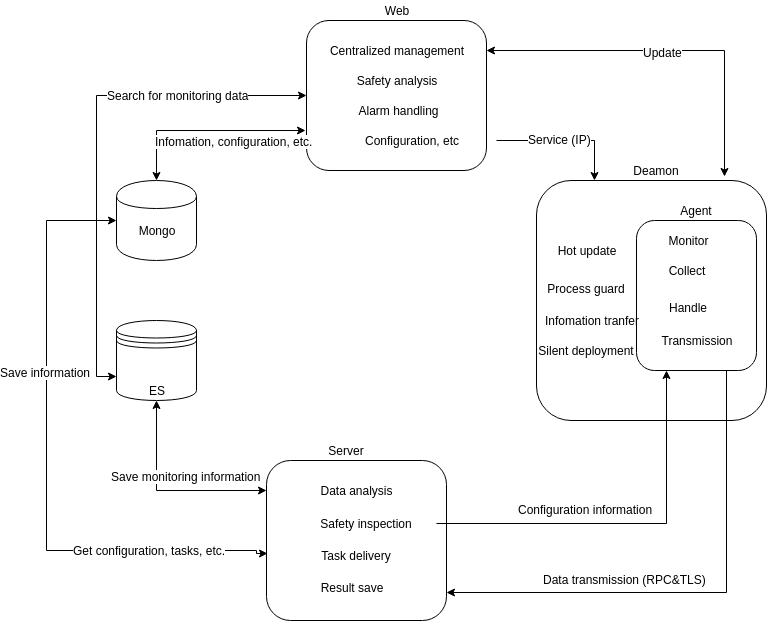 Web
Centralized management
Safety analysis
Alarm handling
Configuration, etc
Update
Search for monitoring data
Infomation, configuration, etc.
Service (IP)
Deamon
Agent
Monitor
Collect
Handle
Transmission
Hot update
Process guard
Infomation tranfer
Silent deployment
Mongo
ES
Save information
Save monitoring information
Get configuration, tasks, etc.
Server
Data analysis
Safety inspection
Task delivery
Result save
Configuration information
Data transmission (RPC&TLS)